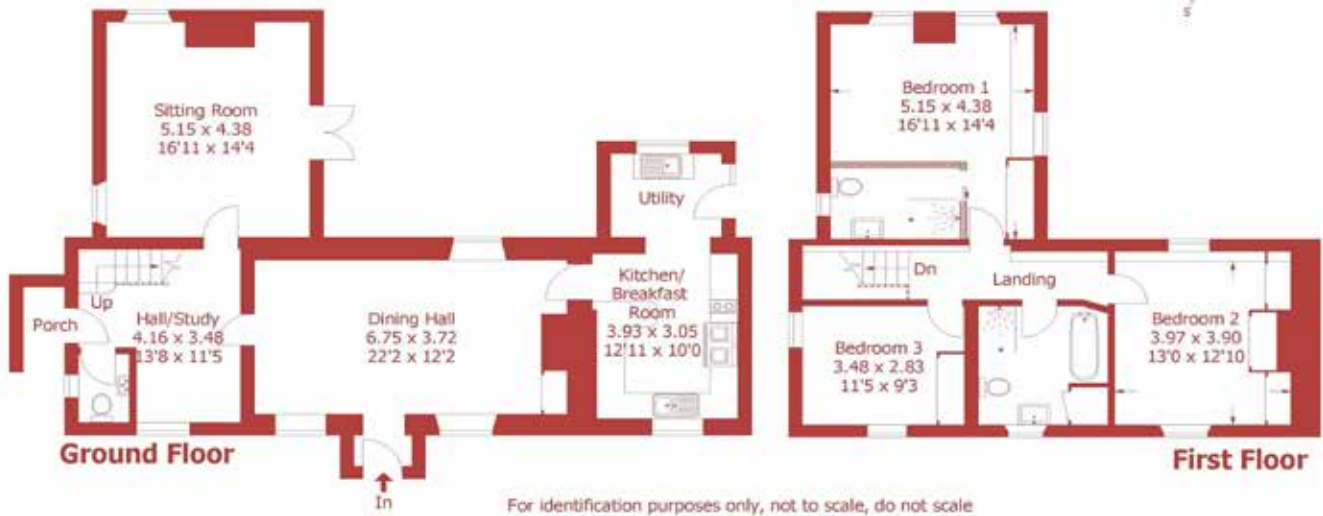 S
Sitting Room
5.15 x 4.38
16'11 x 14'4
Utility
Up
Porch
Hall/Study
4.16 x 3.48
13'8 x 11'5
Dining Hall
6.75 x 3.72
22'2 x 12'2
Kitchen/
Breakfast
Room
3.93 x 3.05
12'11 x 10'0
In
Ground Floor
Bedroom 1
5.15 x 4.38
16'11 x 14'4
Dn
Landing
Bedroom 3
3.48 x 2.83
11'5 x 9'3
Bedroom 2
3.97 x 3.90
13'0 x 12'10
First Floor
For identification purposes only, not to scale, do not scale